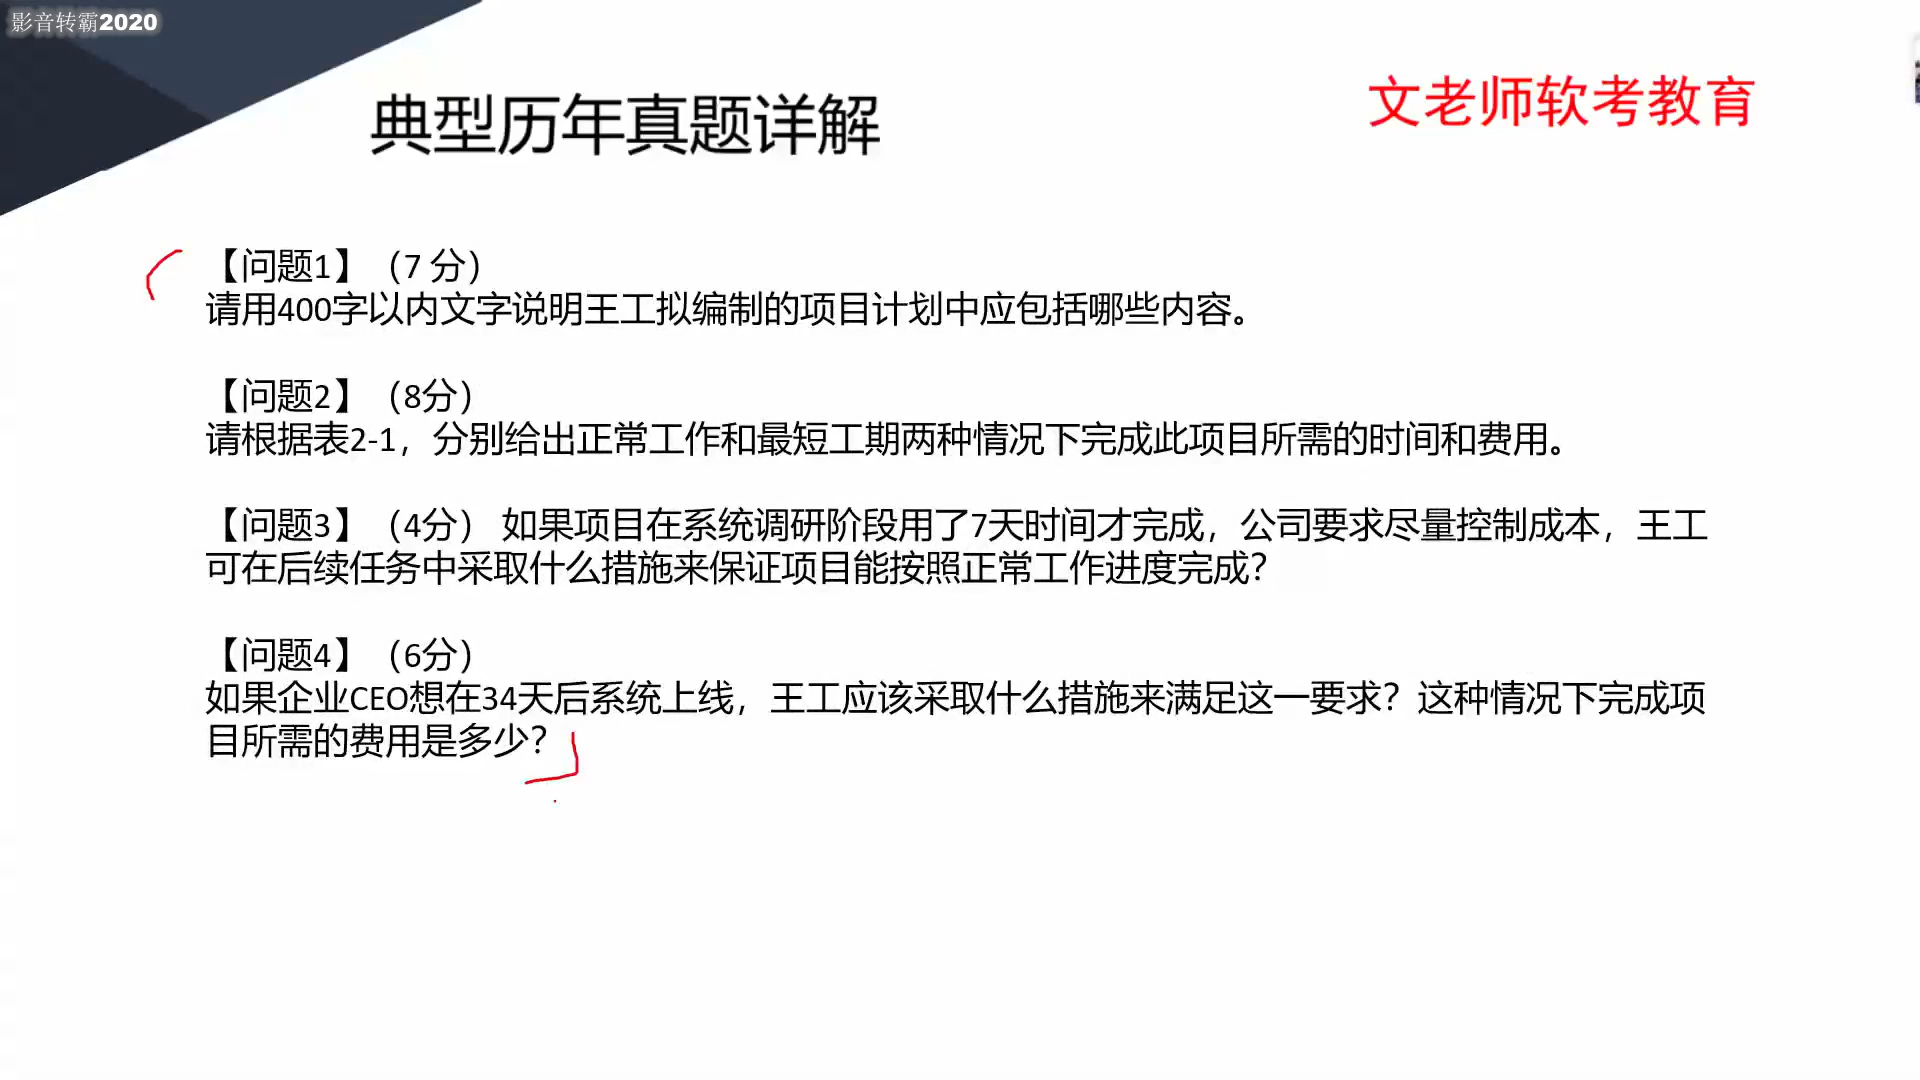 影音转霸2020
典型历年真题详解
文老师软考教育
【问题1】（7 分）
请用400字以内文字说明王工拟编制的项目计划中应包括哪些内容。
【问题2】（8分）
请根据表2-1，分别给出正常工作和最短工期两种情况下完成此项目所需的时间和费用。
【问题3】（4分） 如果项目在系统调研阶段用了7天时间才完成，公司要求尽量控制成本，王工
可在后续任务中采取什么措施来保证项目能按照正常工作进度完成？
【问题4】（6分）
如果企业CEO想在34天后系统上线，王工应该采取什么措施来满足这一要求？这种情况下完成项
目所需的费用是多少？